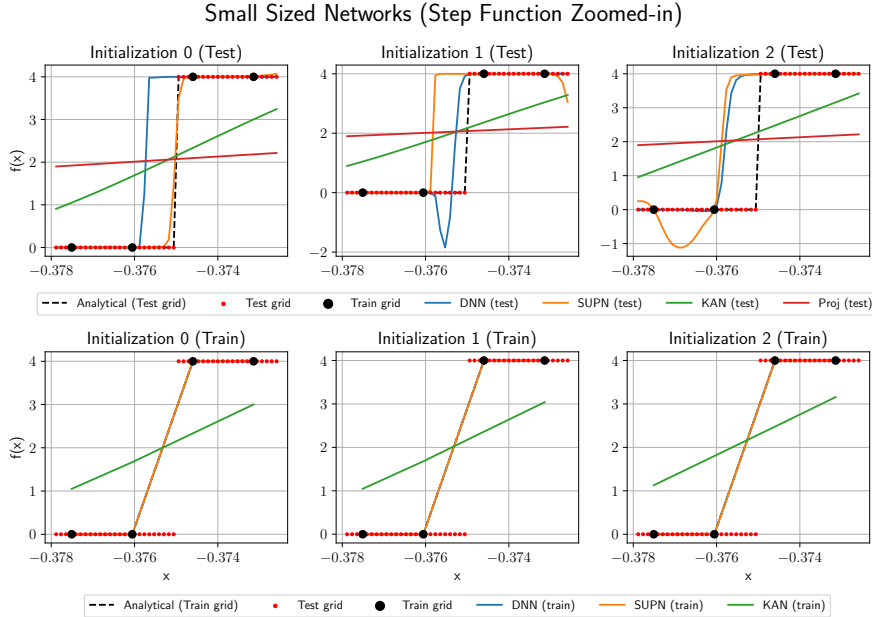 Small Sized Networks (Step Function Zoomed-in)
Initialization 0 (Test)
Initialization 1 (Test)
Initialization 2 (Test)
f(x)
4
3
2
1
0
−0.378
−0.376
−0.374
4
2
0
−2
−0.378
−0.376
−0.374
4
3
2
1
0
−1
−0.378
−0.376
−0.374
Analytical (Test grid)
Test grid
Train grid
DNN (test)
SUPN (test)
KAN (test)
Proj (test)
Initialization 0 (Train)
Initialization 1 (Train)
Initialization 2 (Train)
f(x)
4
3
2
1
0
−0.378
−0.376
−0.374
x
4
3
2
1
0
−0.378
−0.376
−0.374
x
4
3
2
1
0
−0.378
−0.376
−0.374
x
Analytical (Train grid)
Test grid
Train grid
DNN (train)
SUPN (train)
KAN (train)